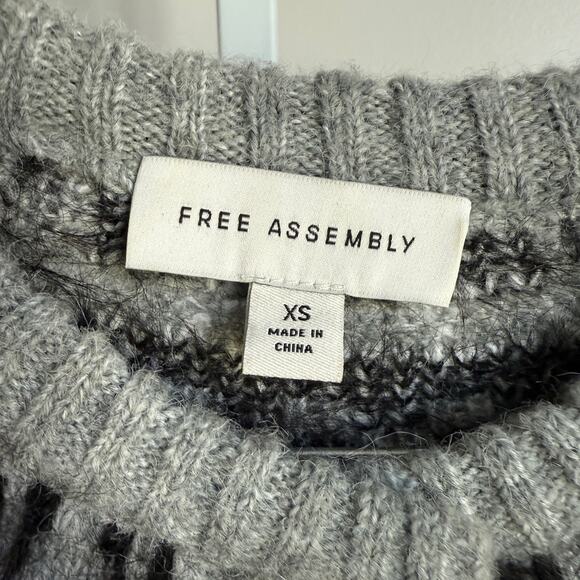 FREE ASSEMBLY
XS
MADE IN
CHINA